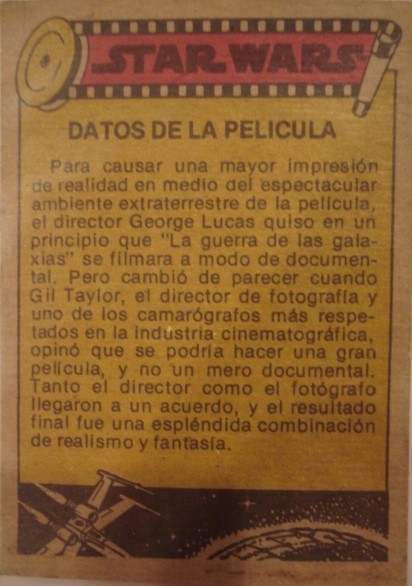 STAR WARS
DATOS DE LA PELICULA
Para causar una mayor impresión
de realidad en medio del espectacular
ambiente extraterrestre de la película,
el director George Lucas quiso en un
principio que "La guerra de las gala-
xias" se filmara a modo de documen-
tal. Pero cambió de parecer cuando
Gil Taylor, el director de fotografía y
uno de los camarógrafos más respe-
tados en la industria cinematográfica,
opinó que se podría hacer una gran
película, y no un mero documental.
Tanto el director como el fotógrafo
llegaron a un acuerdo, y el resultado
final fue una espléndida combinación
de realismo y fantasía.